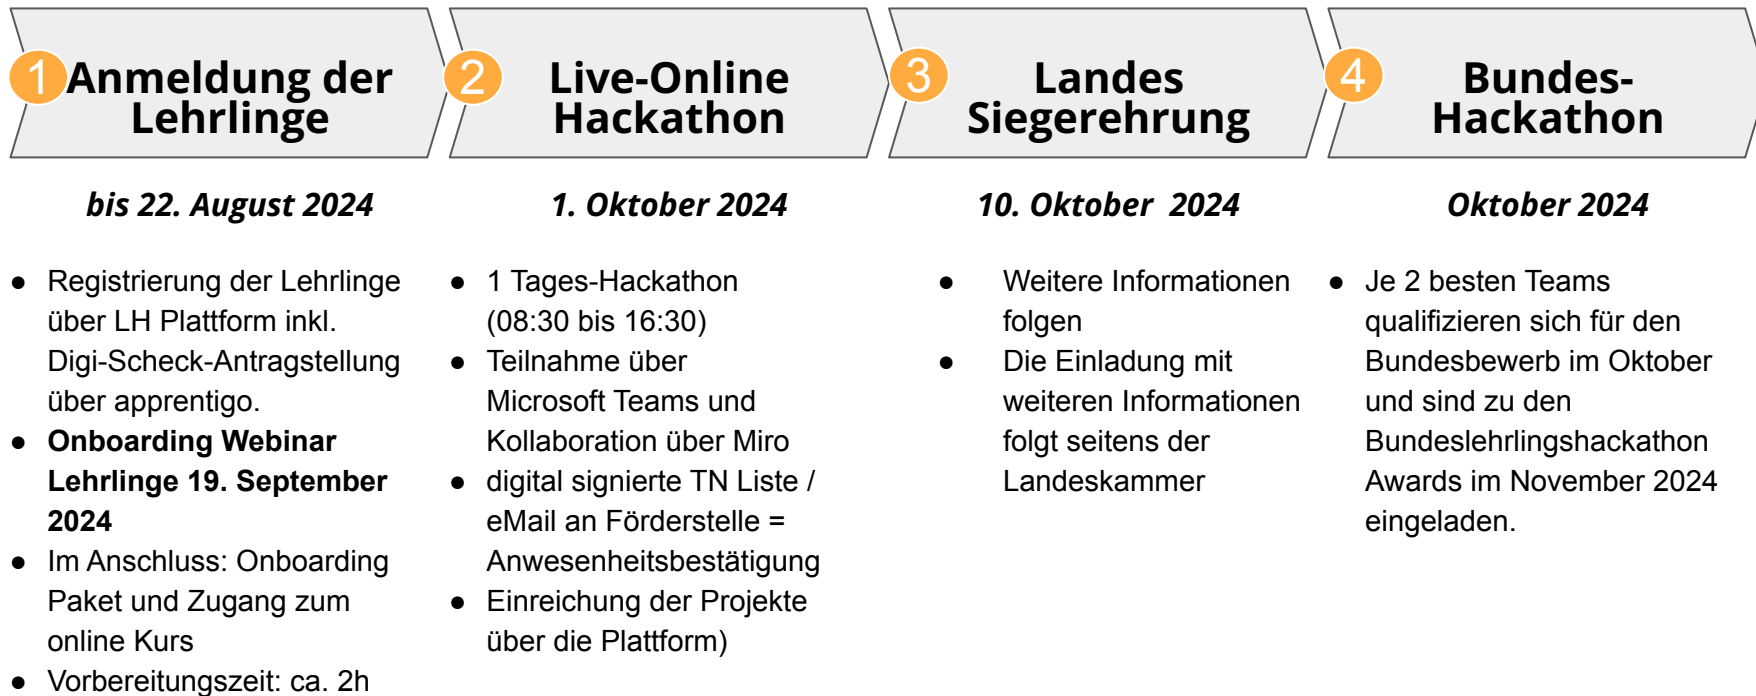 1 Anmeldung der
Lehrlinge
bis 22. August 2024
● Registrierung der Lehrlinge
über LH Plattform inkl.
Digi-Scheck-Antragstellung
über apprentigo.
● Onboarding Webinar
Lehrlinge 19. September
2024
● Im Anschluss: Onboarding
Paket und Zugang zum
online Kurs
● Vorbereitungszeit: ca. 2h
2 Live-Online
Hackathon
1. Oktober 2024
● 1 Tages-Hackathon
(08:30 bis 16:30)
● Teilnahme über
Microsoft Teams und
Kollaboration über Miro
● digital signierte TN Liste /
eMail an Förderstelle =
Anwesenheitsbestätigung
● Einreichung der Projekte
über die Plattform)
3 Landes
Siegerehrung
10. Oktober 2024
● Weitere Informationen
folgen
● Die Einladung mit
weiteren Informationen
folgt seitens der
Landeskammer
4 Bundes-
Hackathon
Oktober 2024
● Je 2 besten Teams
qualifizieren sich für den
Bundesbewerb im Oktober
und sind zu den
Bundeslehrlingshackathon
Awards im November 2024
eingeladen.